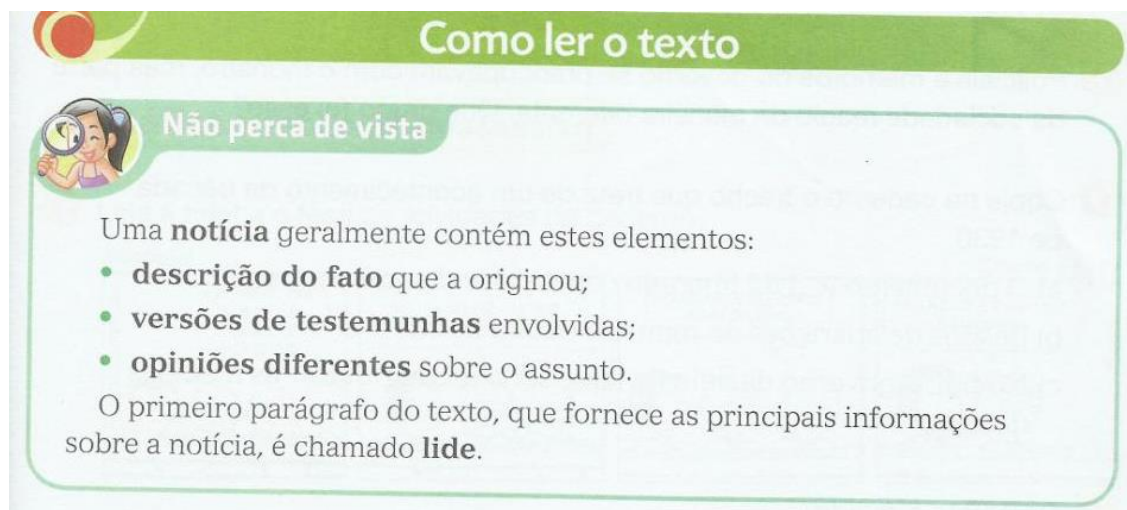 Como ler o texto
Não perca de vista
Uma notícia geralmente contém estes elementos:
• descrição do fato que a originou;
• versões de testemunhas envolvidas;
• opiniões diferentes sobre o assunto.
O primeiro parágrafo do texto, que fornece as principais informações
sobre a notícia, é chamado lide.